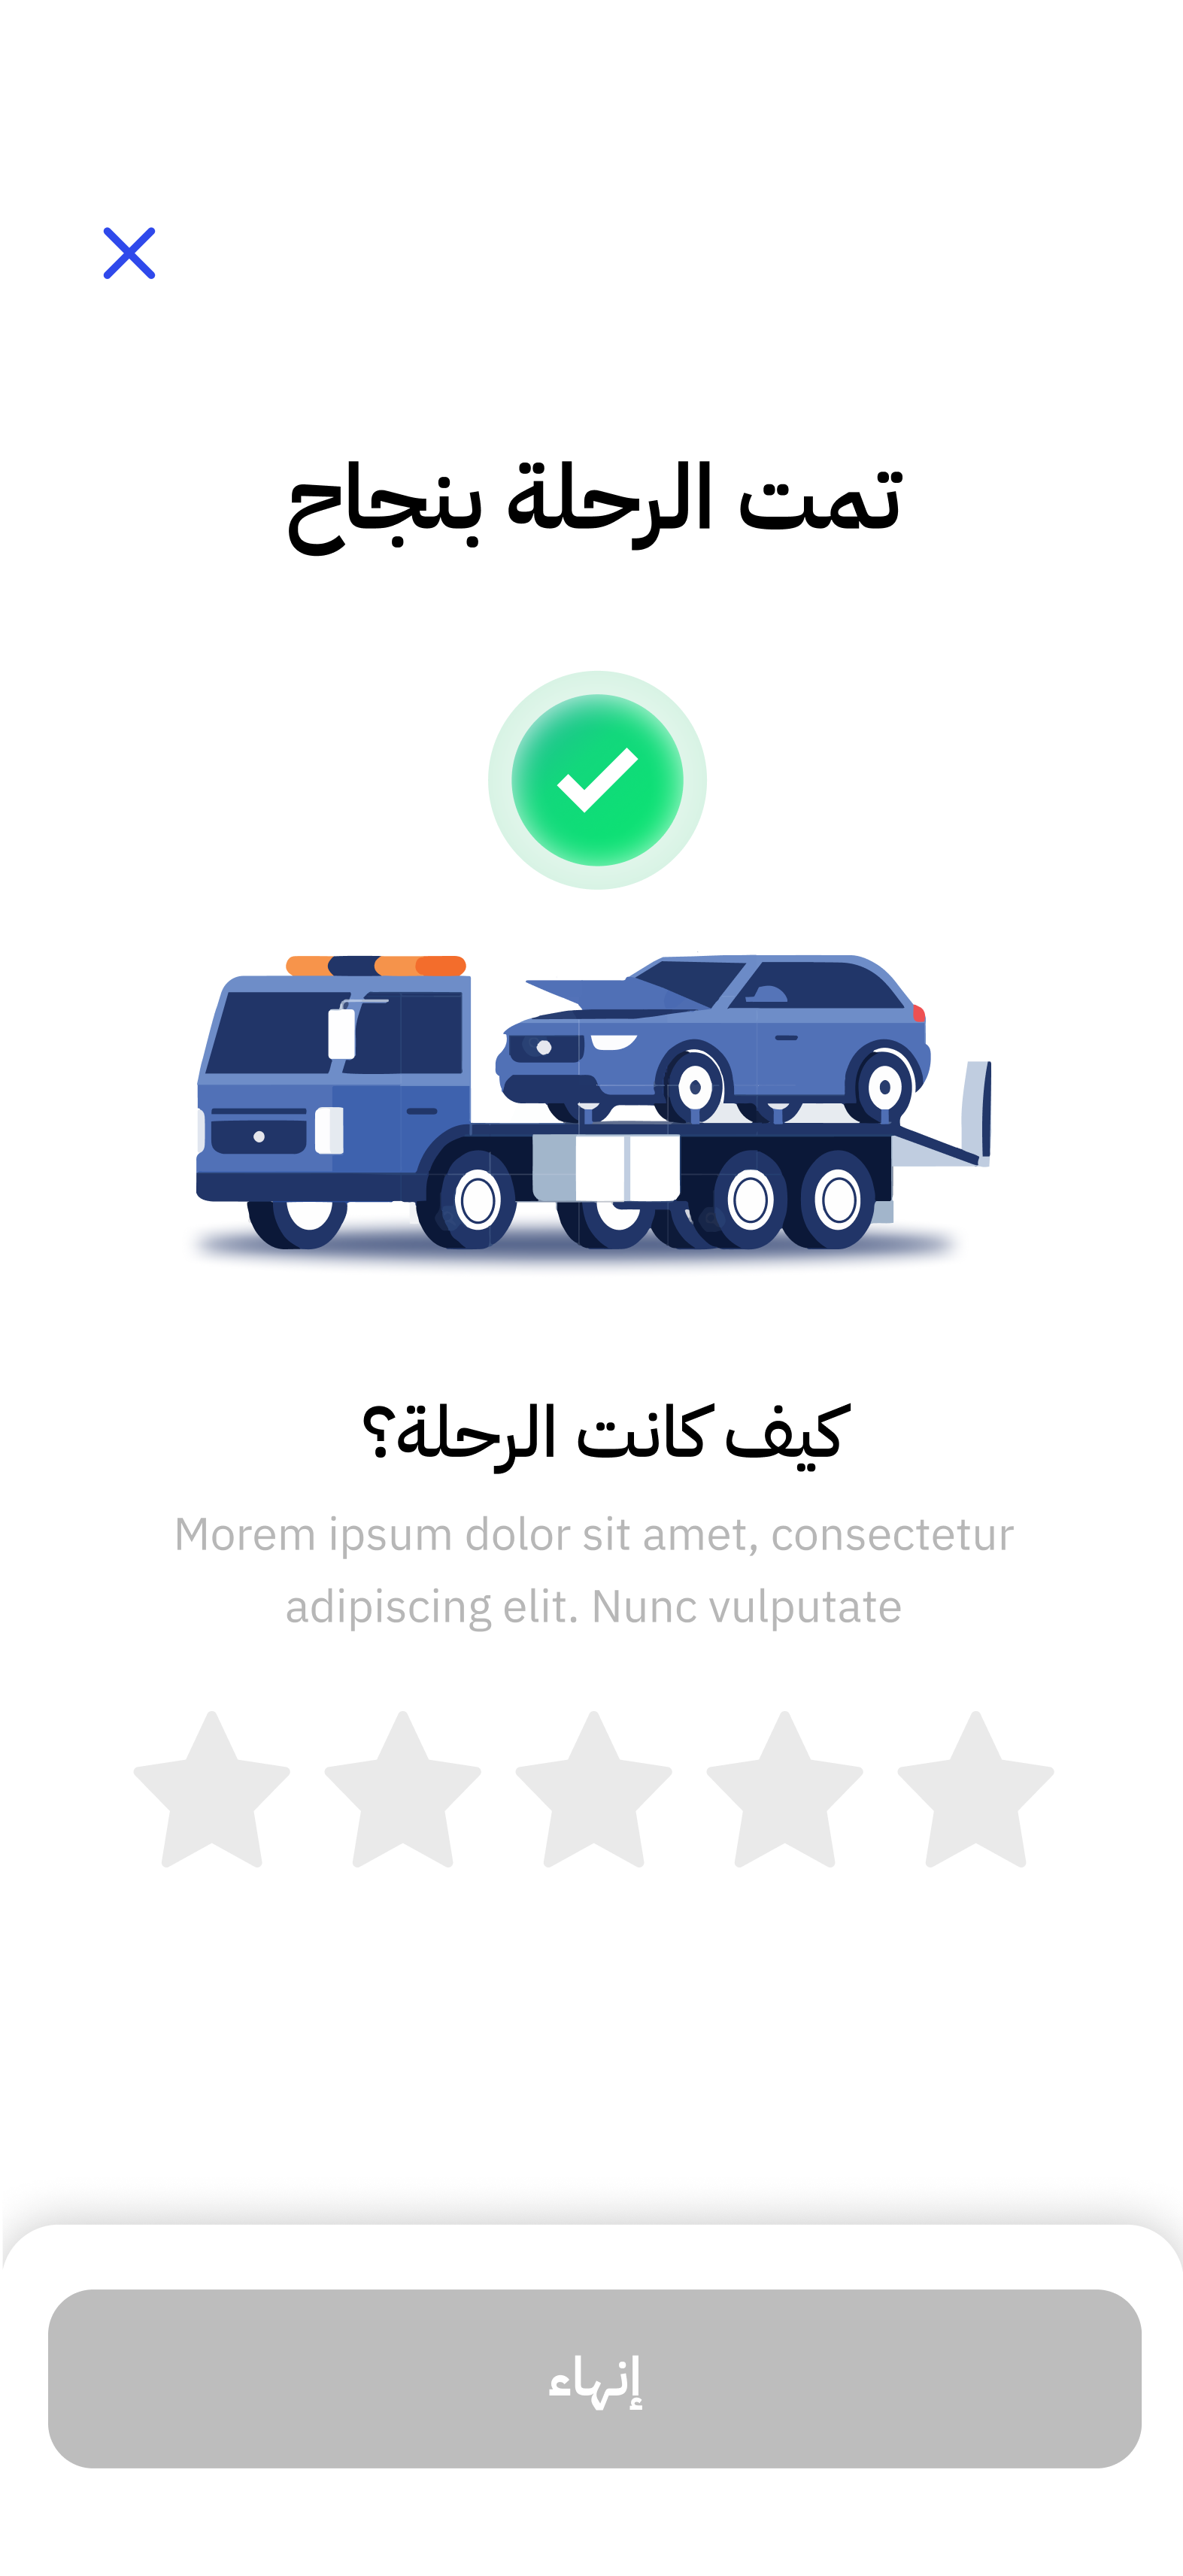 تمت الرحلة بنجاح
كيف كانت الرحلة؟
Morem ipsum dolor sit amet, consectetur
adipiscing elit. Nunc vulputate
إنهاء